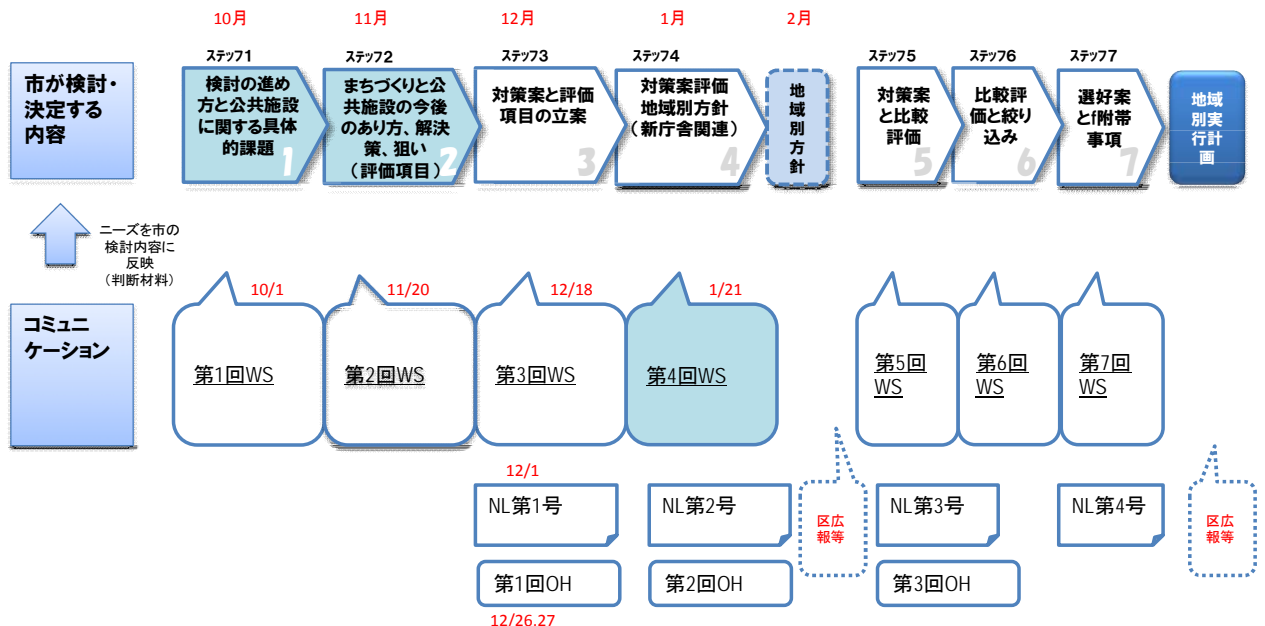 10月
11月
12月
1月
2月
市が検討・
決定する
内容
ステップ1
検討の進め
方と公共施設
に関する具体
的課題
1
ステップ2
まちづくりと公
共施設の今後
のあり方、解決
策、狙い
（評価項目）
2
ステップ3
対策案と評価
項目の立案
3
ステップ4
対策案評価
地域別方針
（新庁舎関連）
4
地
域
別
方
針
ステップ5
対策案
と比較
評価
5
ステップ6
比較評
価と絞り
込み
6
ステップ7
選好案
とf附帯
事項
7
地域
別実
行計
画
ニーズを市の
検討内容に
反映
（判断材料）
コミュニ
ケーション
10/1
第1回WS
11/20
第2回WS
12/18
第3回WS
1/21
第4回WS
第5回
WS
第6回
WS
第7回
WS
12/1
NL第1号
NL第2号
区広
報等
NL第3号
NL第4号
区広
報等
第1回OH
第2回OH
第3回OH
12/26.27